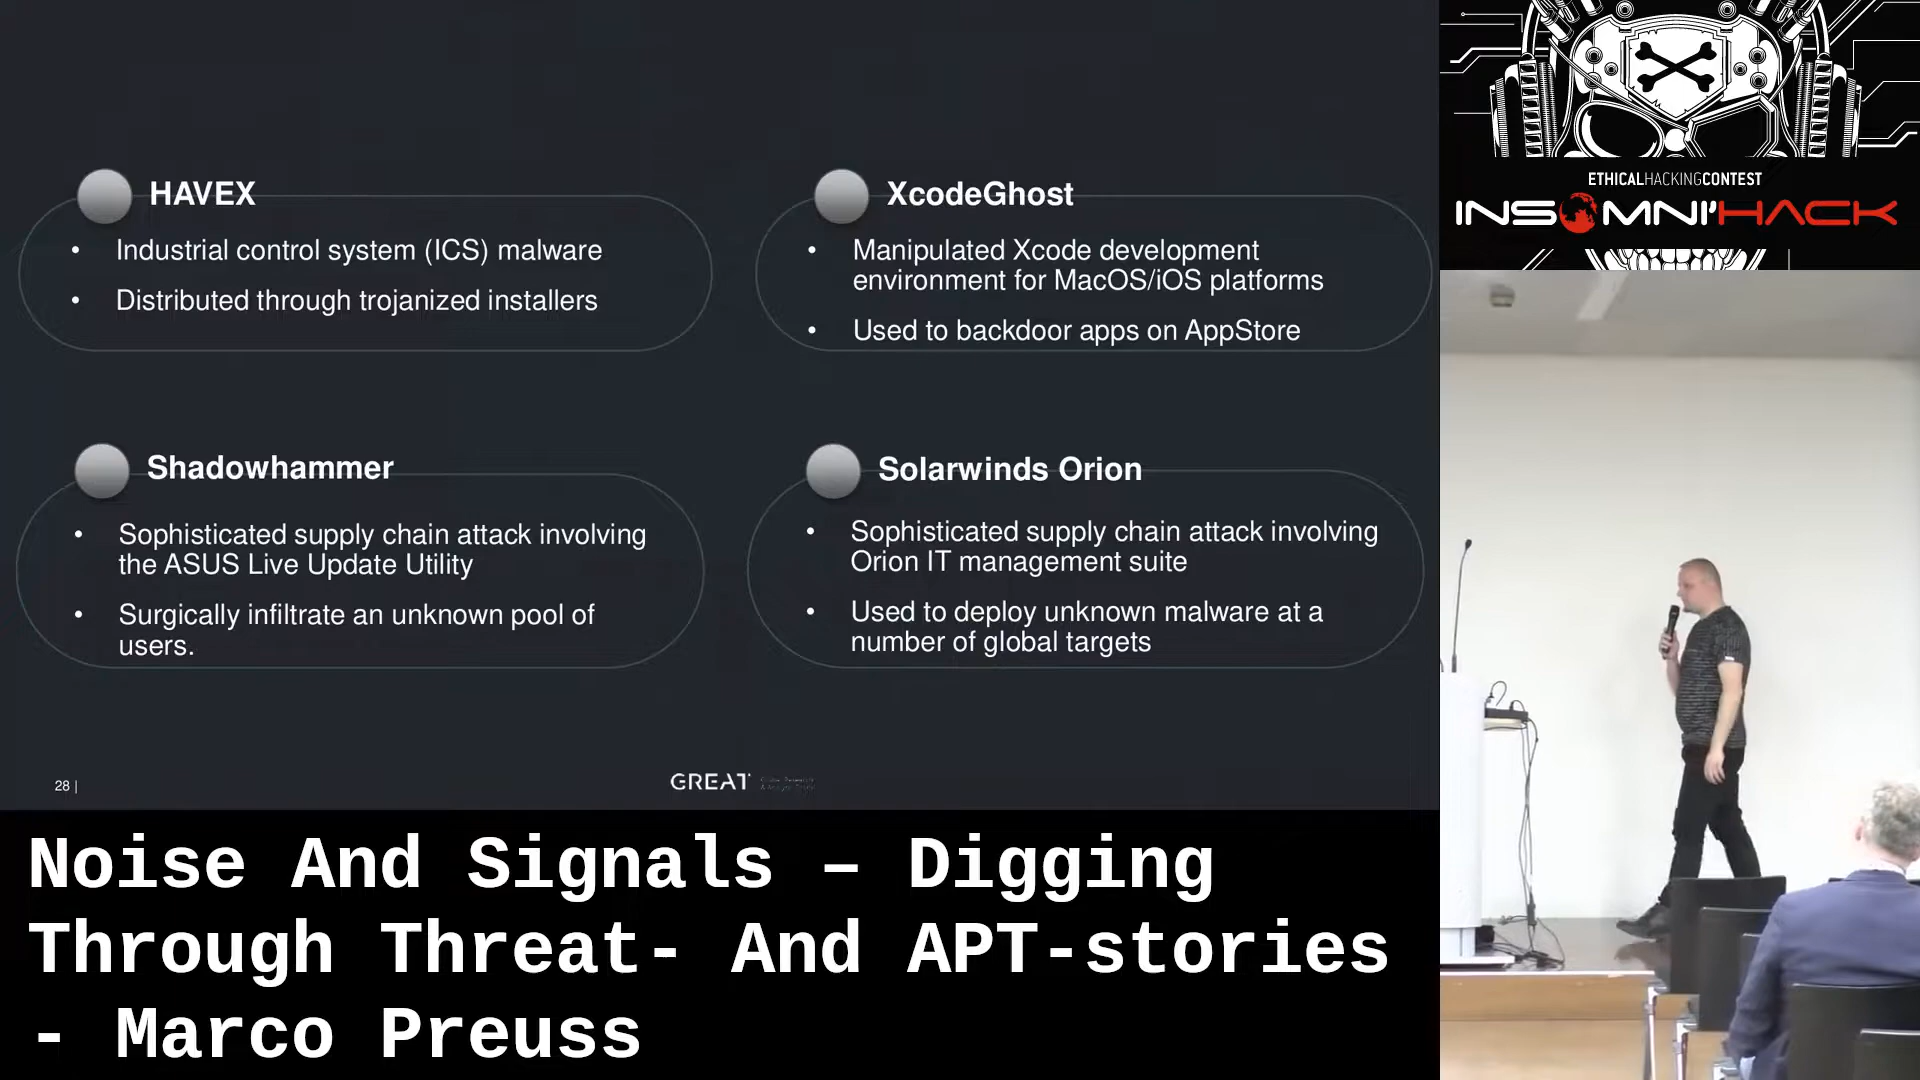 HAVEX
• Industrial control system (ICS) malware
• Distributed through trojanized installers
XcodeGhost
• Manipulated Xcode development
environment for MacOS/iOS platforms
• Used to backdoor apps on AppStore
Shadowhammer
• Sophisticated supply chain attack involving
the ASUS Live Update Utility
• Surgically infiltrate an unknown pool of
users.
Solarwinds Orion
• Sophisticated supply chain attack involving
Orion IT management suite
• Used to deploy unknown malware at a
number of global targets
28 |
GREAT
ETHICALHACKINGCONTEST
INSOMNI'HACK
Noise And Signals – Digging
Through Threat- And APT-stories
- Marco Preuss